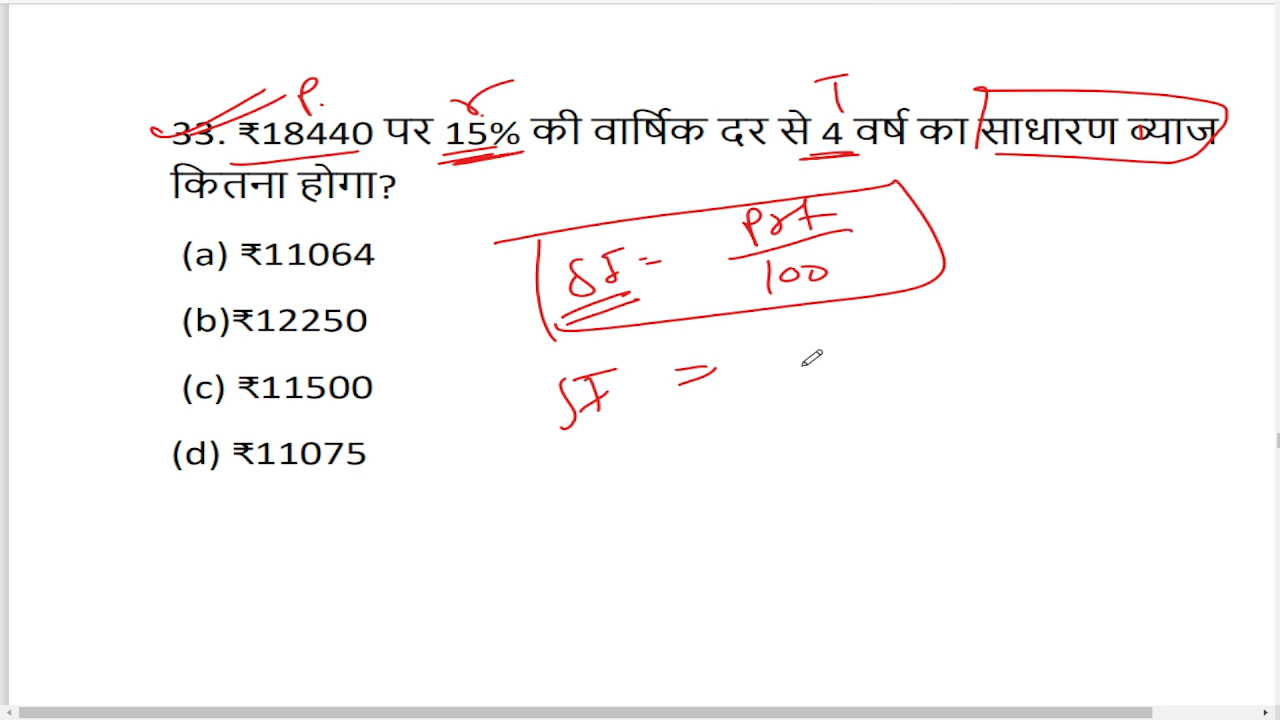 P. r T
33. ₹18440 पर 15% की वार्षिक दर से 4 वर्ष का साधारण ब्याज
कितना होगा?
(a) ₹11064
(b)₹12250
(c) ₹11500
(d) ₹11075
SI = Prt
100
SI =